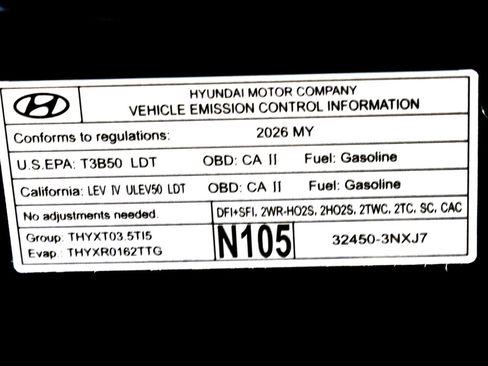 HYUNDAI MOTOR COMPANY
VEHICLE EMISSION CONTROL INFORMATION
Conforms to regulations: 2026 MY
U.S.EPA: T3B50 LDT OBD: CA II Fuel: Gasoline
California: LEV IV ULEV50 LDT OBD: CA II Fuel: Gasoline
No adjustments needed. DFI+SFI, 2WR-HO2S, 2HO2S, 2TWC, 2TC, SC, CAC
Group: THYXT03.5TI5 N105 32450-3NXJ7
Evap.: THYXR0162TTG